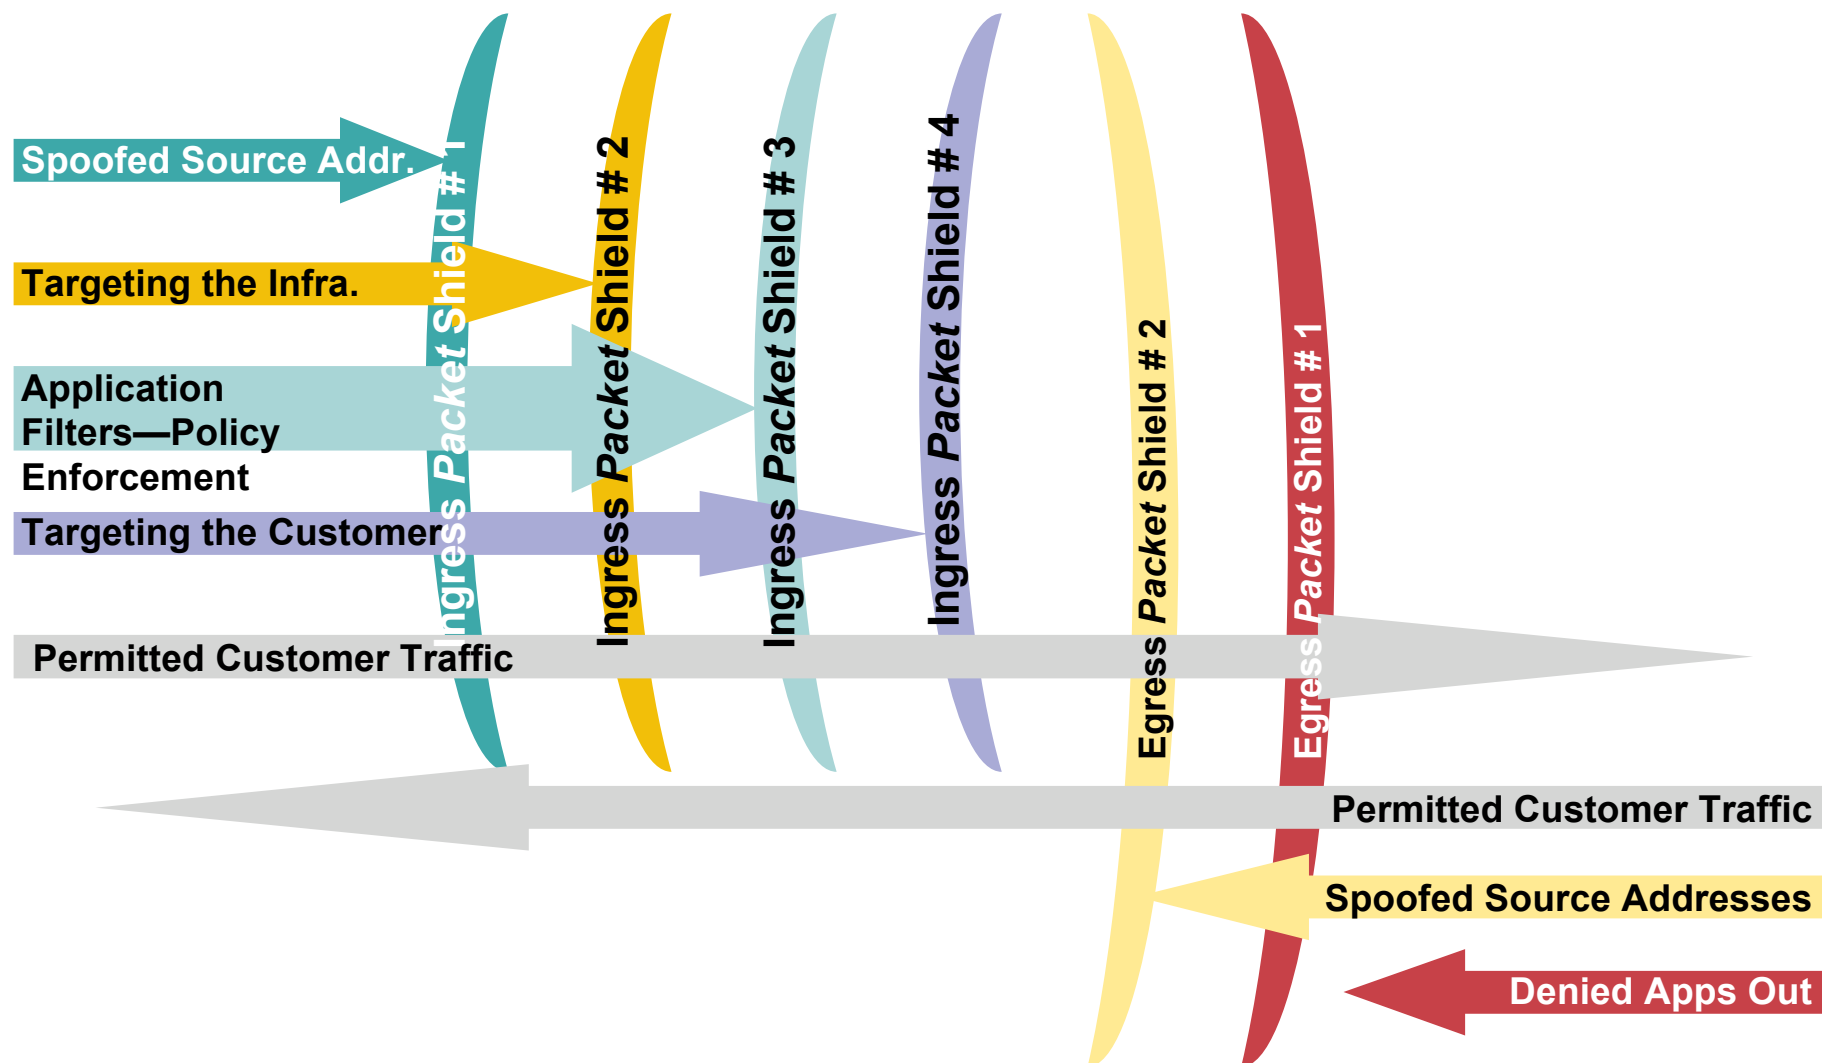 Spoofed Source Addr.
Targeting the Infra.
Application
Filters—Policy
Enforcement
Targeting the Customer
Permitted Customer Traffic
Ingress Packet Shield # 1
Ingress Packet Shield # 2
Ingress Packet Shield # 3
Ingress Packet Shield # 4
Egress Packet Shield # 2
Egress Packet Shield # 1
Permitted Customer Traffic
Spoofed Source Addresses
Denied Apps Out